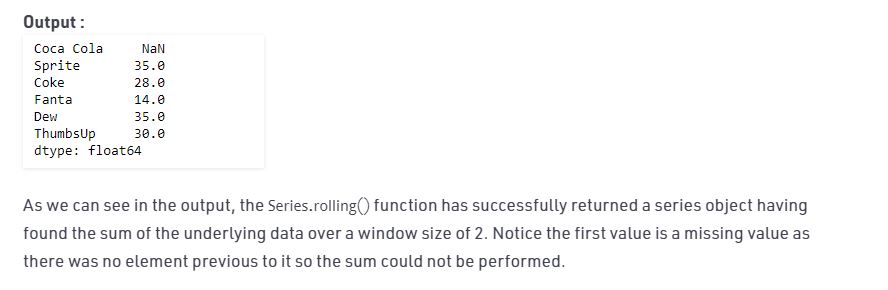 Output :
Coca Cola     NaN
Sprite       35.0
Coke         28.0
Fanta        14.0
Dew          35.0
ThumbsUp     30.0
dtype: float64
As we can see in the output, the Series.rolling() function has successfully returned a series object having
found the sum of the underlying data over a window size of 2. Notice the first value is a missing value as
there was no element previous to it so the sum could not be performed.